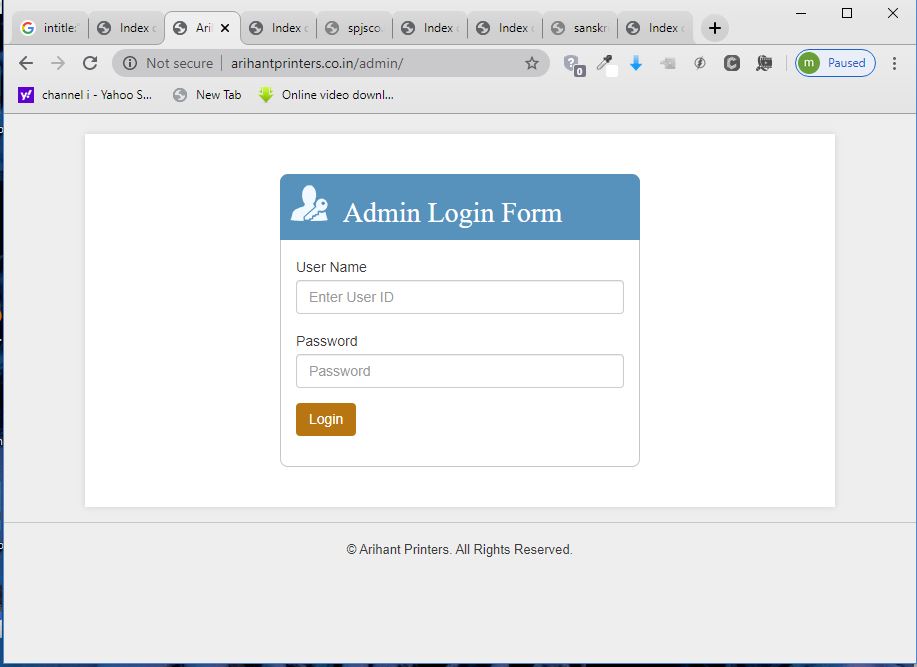 intitle:" Index o Ari Index o spjsco. Index o Index o sanskri Index o
Not secure arihantprinters.co.in/admin/ 0 m Paused
channel i - Yahoo S... New Tab Online video downl...
Admin Login Form
User Name
Enter User ID
Password
Password
Login
© Arihant Printers. All Rights Reserved.